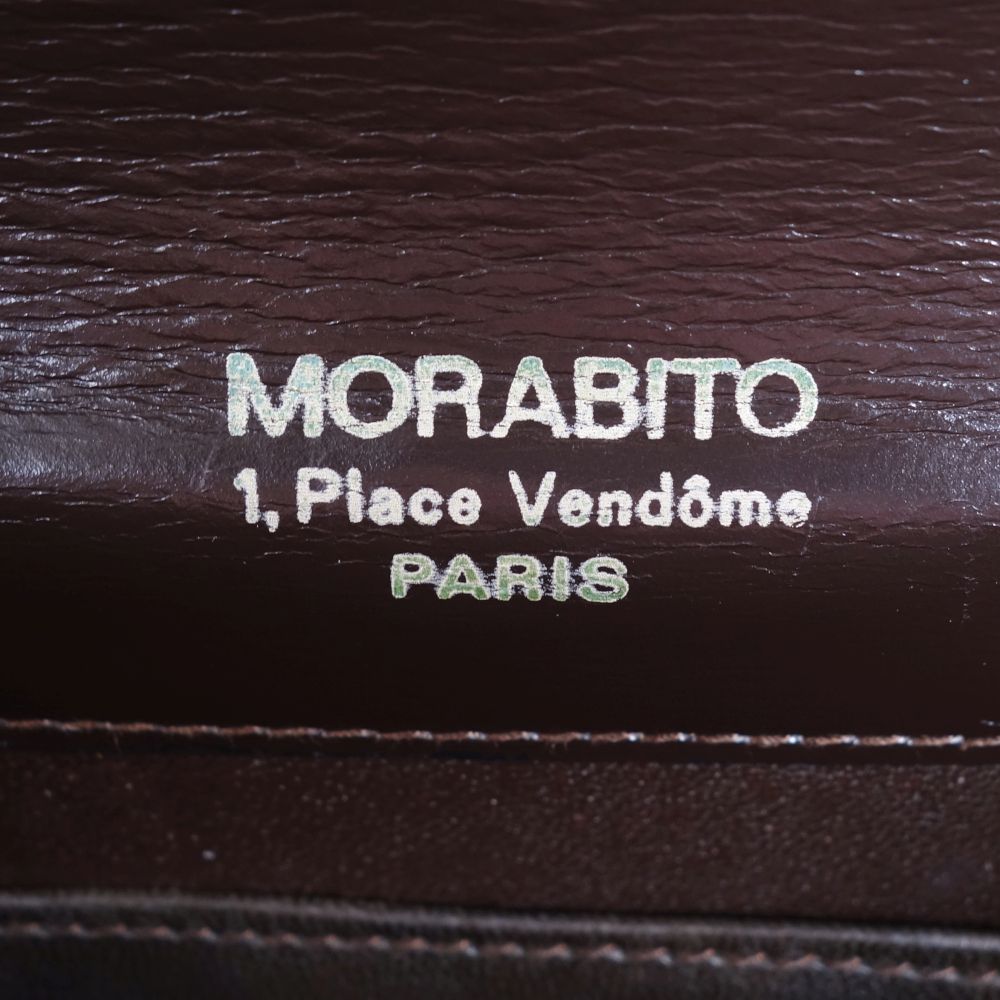 MORABITO
1, Place Vendôme
PARIS